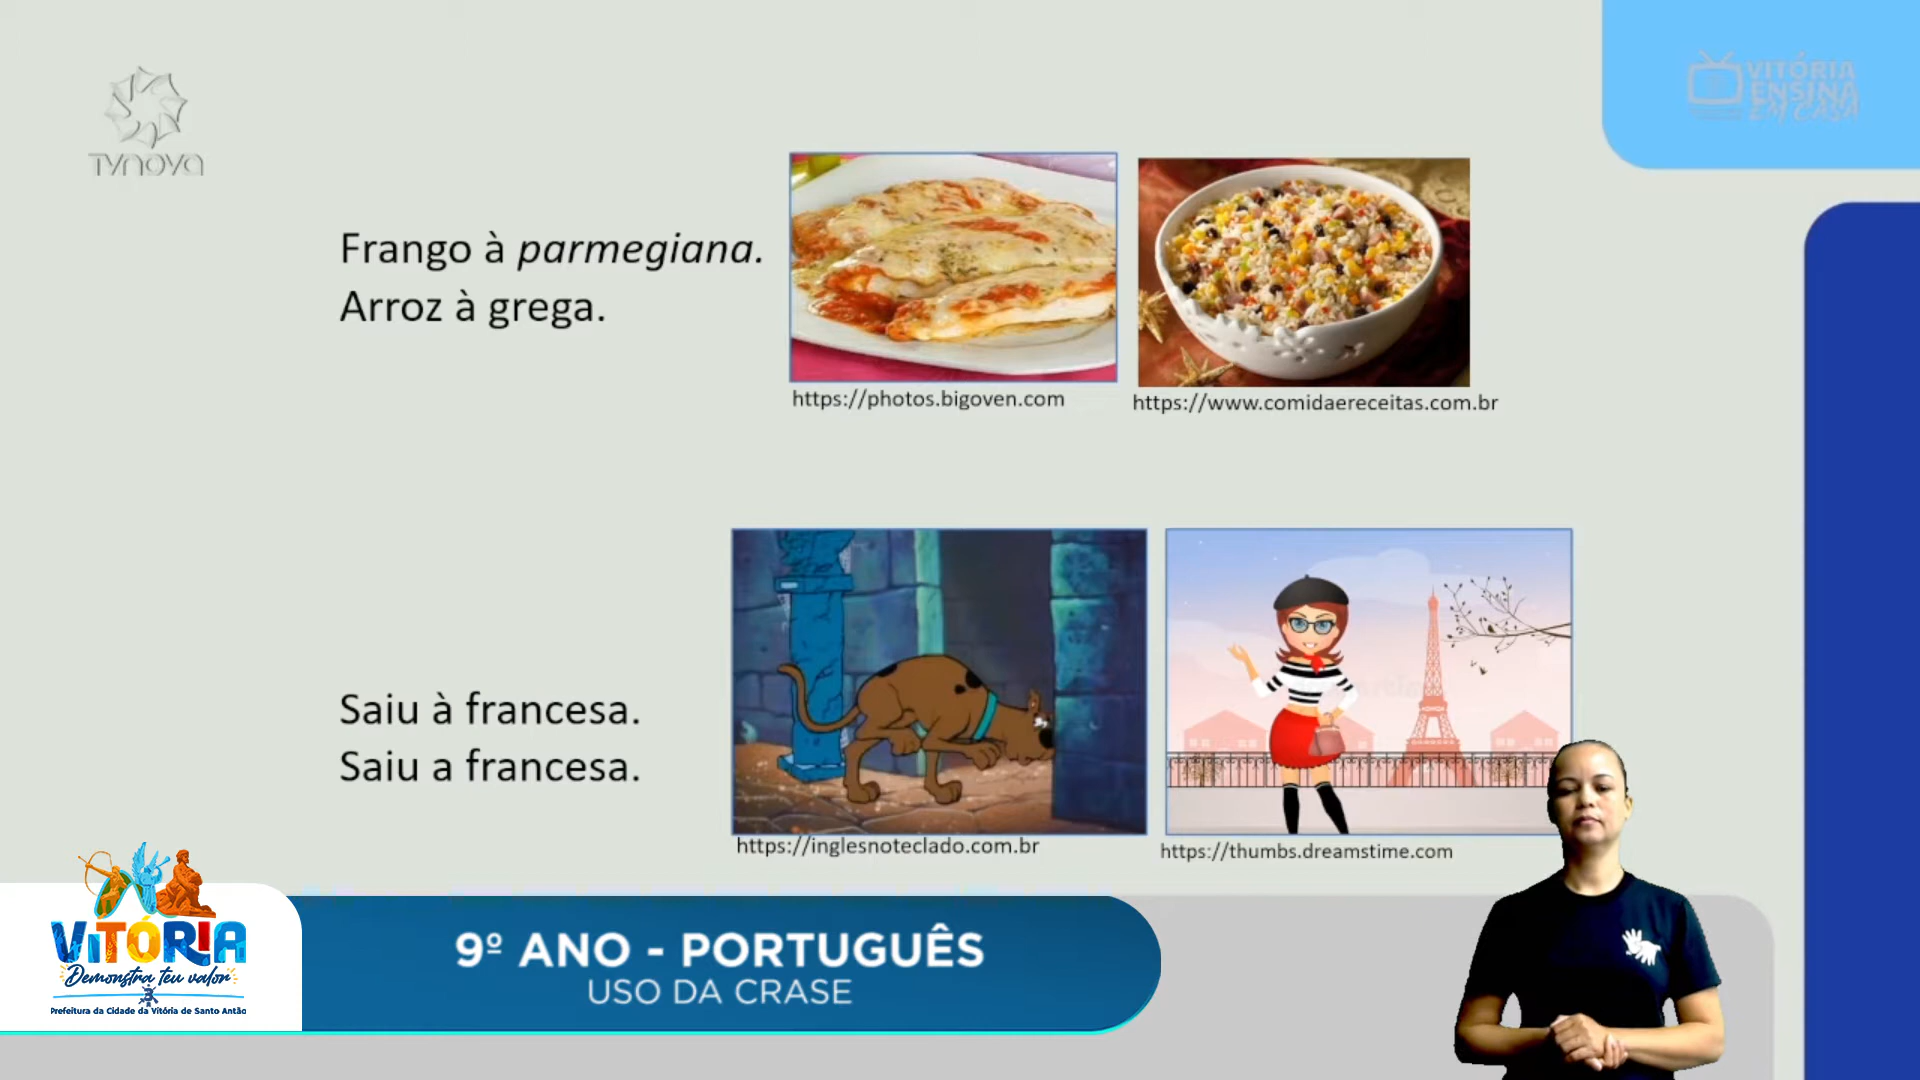 TVNOVA
VITÓRIA
ENSINA
EM CASA
Frango à parmegiana.
Arroz à grega.
https://photos.bigoven.com
https://www.comidaereceitas.com.br
Saiu à francesa.
Saiu a francesa.
https://inglesnoteclado.com.br
https://thumbs.dreamstime.com
VITÓRIA
Demonstra teu valor
Prefeitura da Cidade da Vitória de Santo Antão
9º ANO - PORTUGUÊS
USO DA CRASE